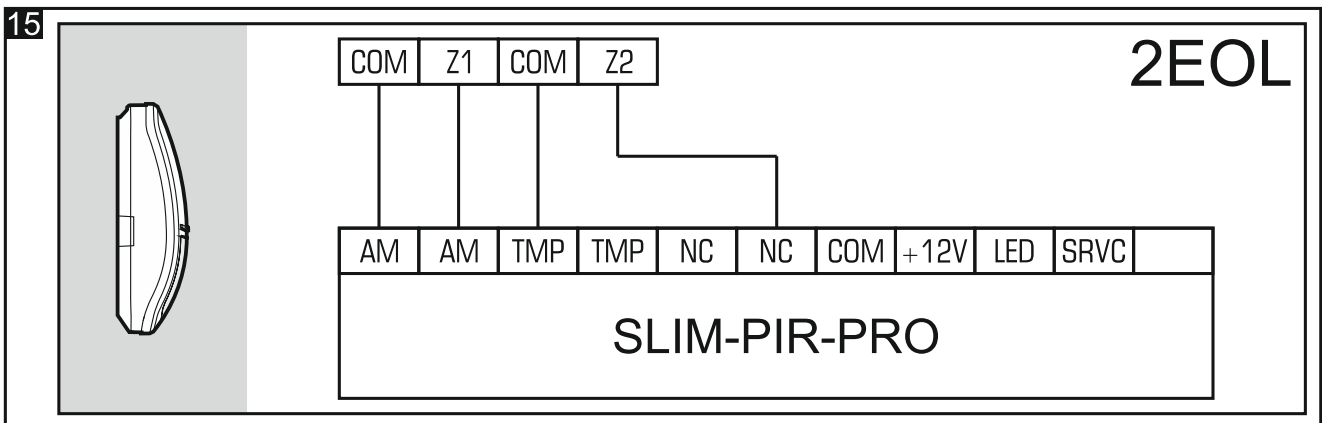 15
2EOL
COM Z1 COM Z2
AM AM TMP TMP NC NC COM +12V LED SRVC
SLIM-PIR-PRO